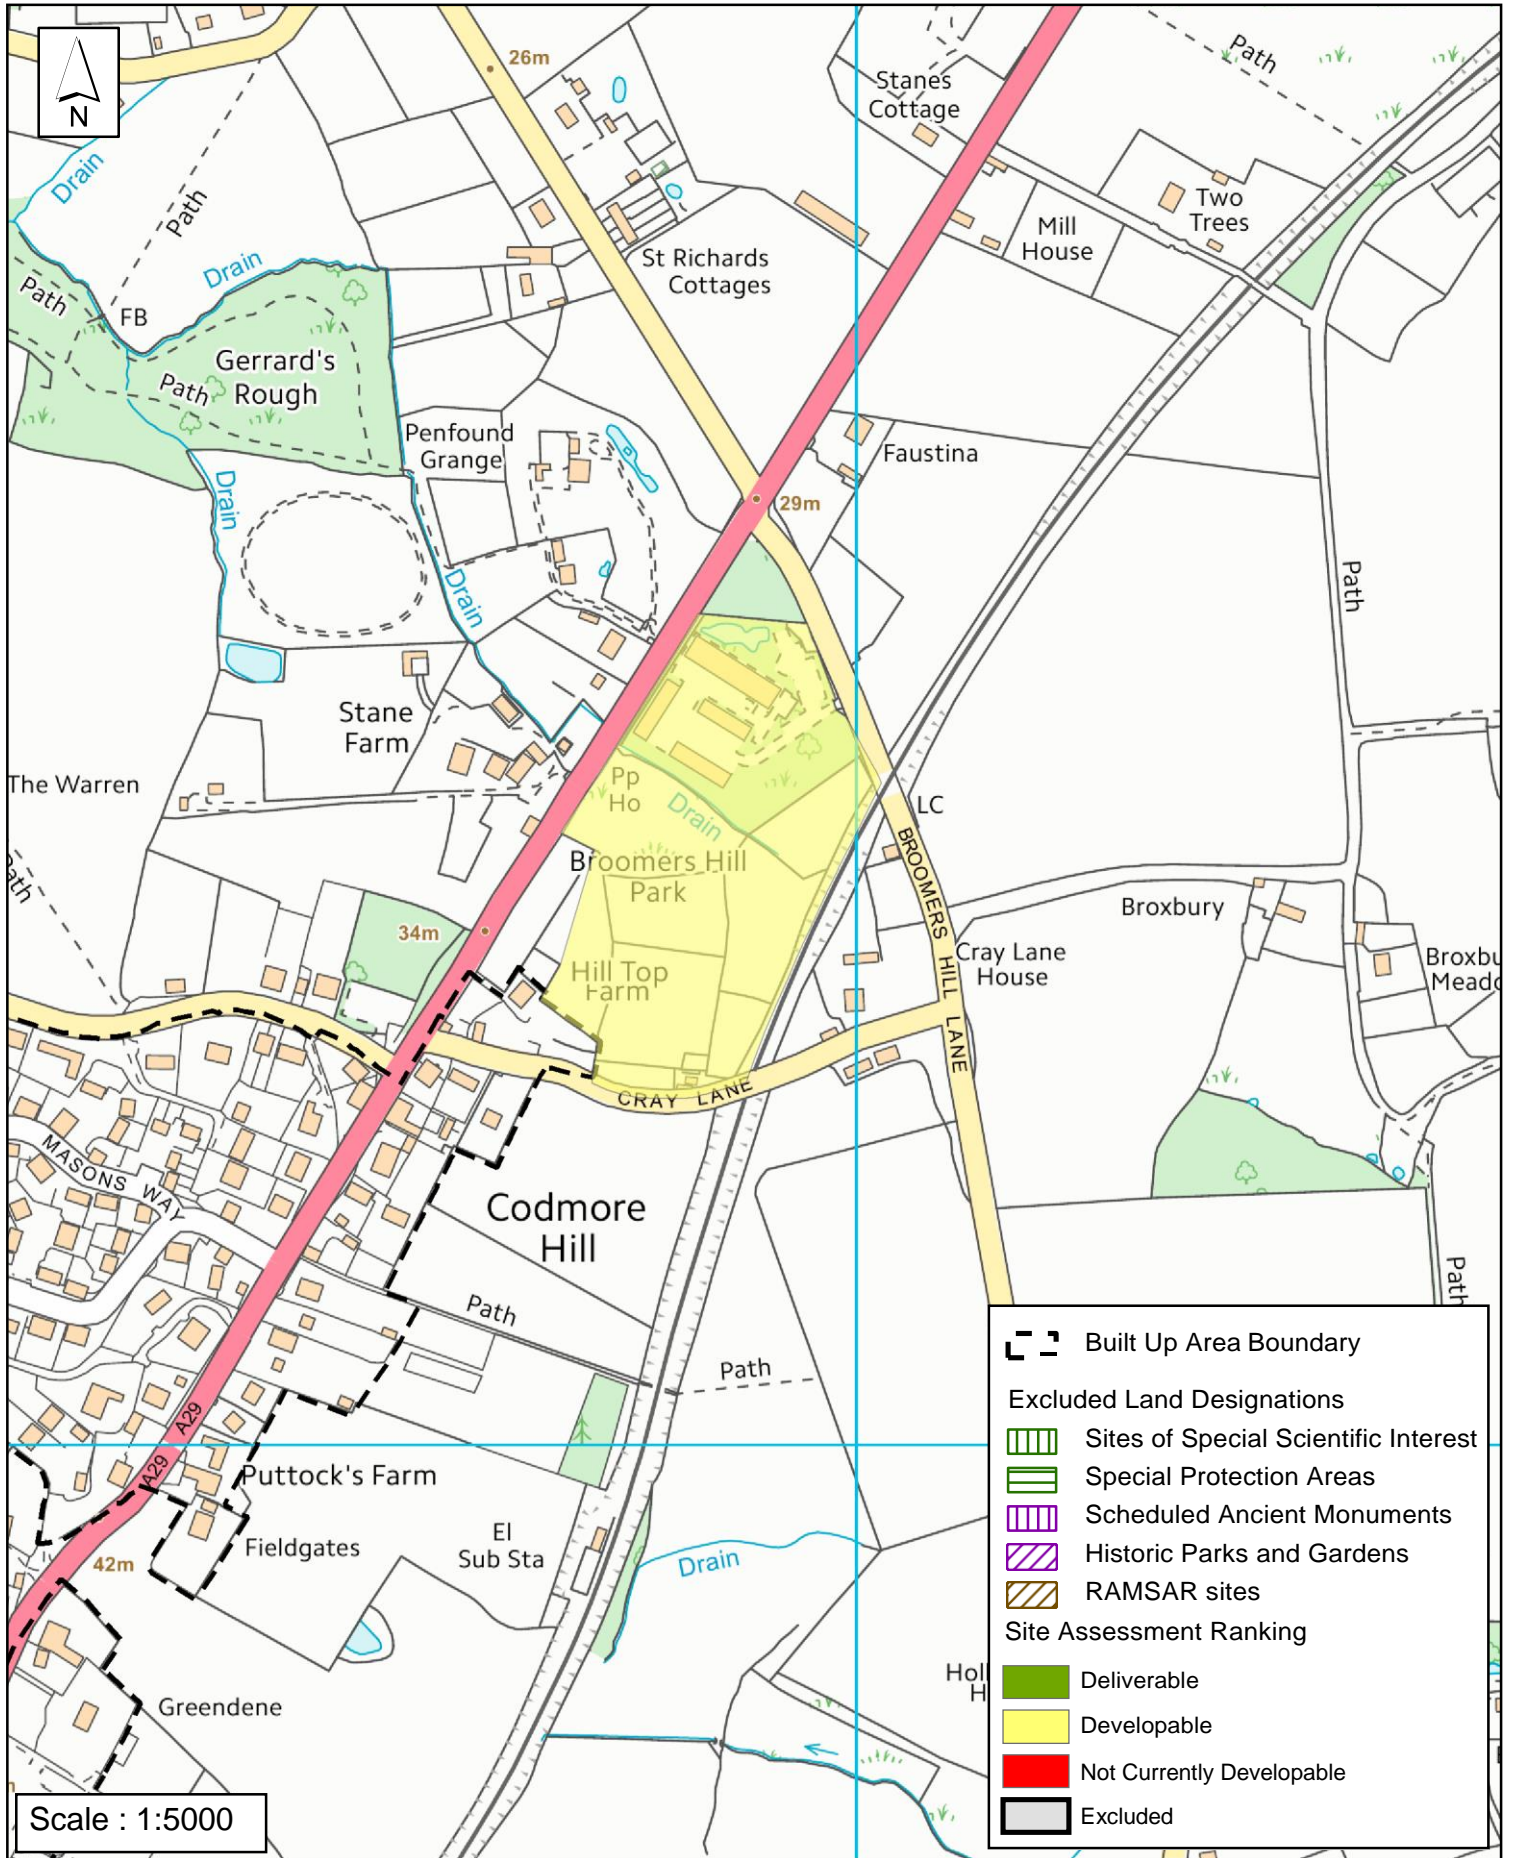 N
26m
Path
Stanes
Cottage
Drain
Path
Two
Trees
Mill
House
St Richards
Cottages
Drain
Path
FB
Gerrard's
Rough
Path
Penfound
Grange
Faustina
29m
Drain
Drain
Path
Stane
Farm
The Warren
Pp
Ho
Drain
LC
BROOMERS HILL LANE
Broomers Hill
Park
Path
Broxbury
34m
Cray Lane
House
Broxbu
Meado
Hill Top
Farm
CRAY LANE
MASONS WAY
Codmore
Hill
Path
Path
Path
A29
A29
Puttock's Farm
El
Sub Sta
Fieldgates
Drain
42m
Greendene
Holl
H
Scale : 1:5000
Built Up Area Boundary
Excluded Land Designations
Sites of Special Scientific Interest
Special Protection Areas
Scheduled Ancient Monuments
Historic Parks and Gardens
RAMSAR sites
Site Assessment Ranking
Deliverable
Developable
Not Currently Developable
Excluded